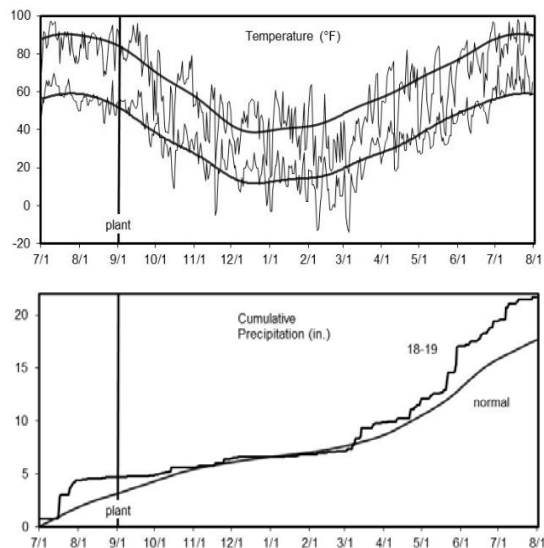 100
Temperature (°F)
80
60
40
20
0
plant
-20
7/1 8/1 9/1 10/1 11/1 12/1 1/1 2/1 3/1 4/1 5/1 6/1 7/1 8/1
Cumulative
Precipitation (in.)
20
18-19
15
normal
10
5
plant
0
7/1 8/1 9/1 10/1 11/1 12/1 1/1 2/1 3/1 4/1 5/1 6/1 7/1 8/1